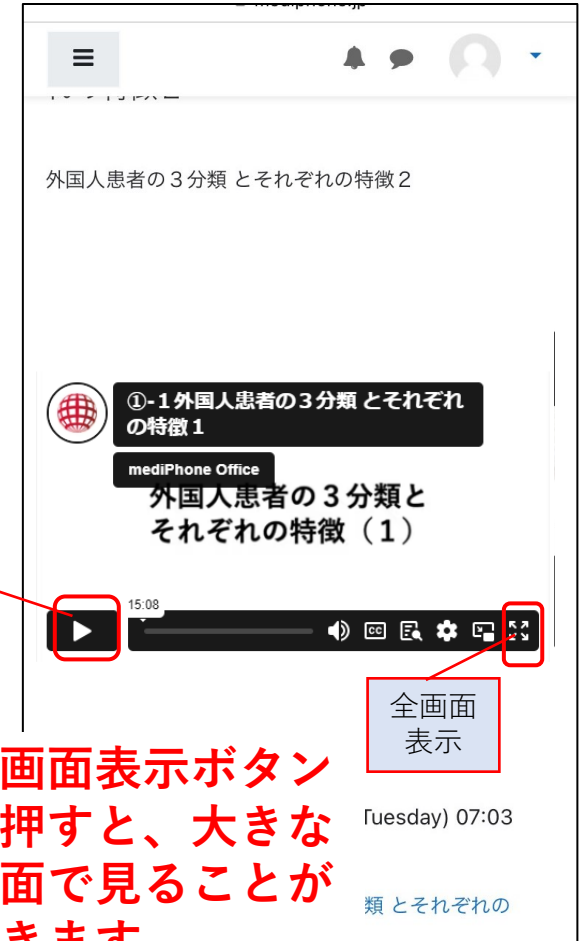 外国人患者の３分類 とそれぞれの特徴２
①-１外国人患者の３分類 とそれぞれ
の特徴１
mediPhone Office
外国人患者の３分類と
それぞれの特徴（１）
15:08
CC
全画面
表示
画面表示ボタン
押すと、大きな
面で見ることが
きます
Tuesday) 07:03
類 とそれぞれの